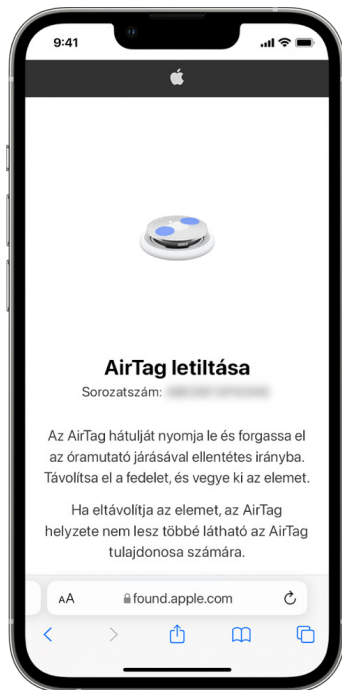 9:41
AirTag letiltása
Sorozatszám:
Az AirTag hátulját nyomja le és forgassa el
az óramutató járásával ellentétes irányba.
Távolítsa el a fedelet, és vegye ki az elemet.
Ha eltávolítja az elemet, az AirTag
helyzete nem lesz többé látható az AirTag
tulajdonosa számára.
AA found.apple.com